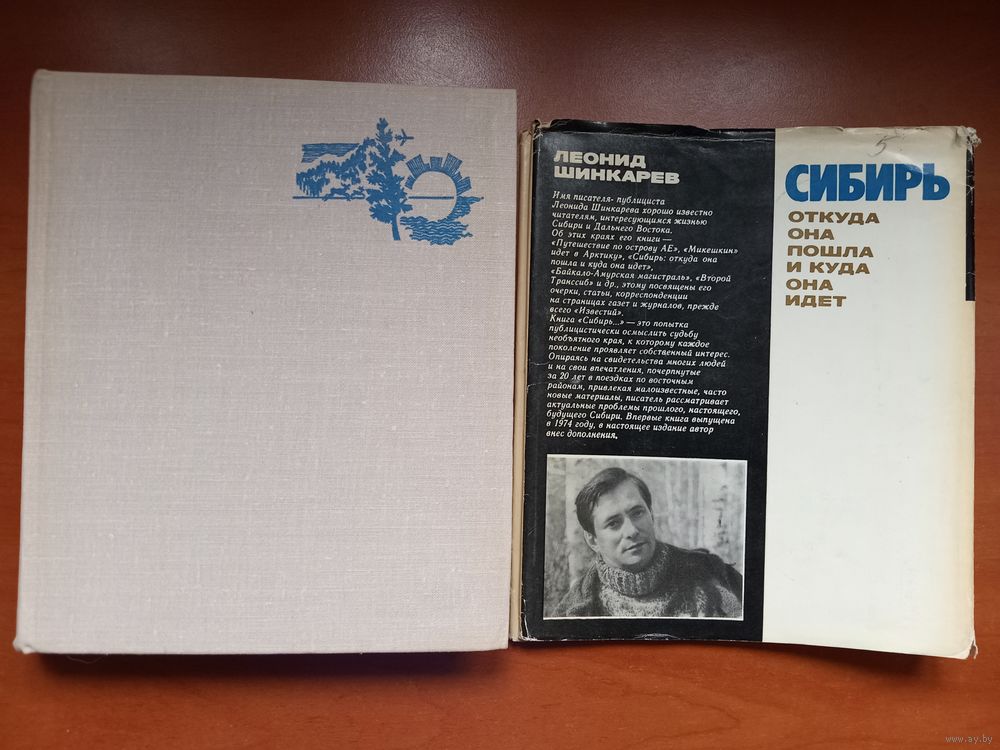 ЛЕОНИД
ШИНКАРЕВ
Имя писателя- публициста
Леонида Шинкарева хорошо известно
читателям, интересующимся жизнью
Сибири и Дальнего Востока.
Об этих краях его книги —
«Путешествие по острову АЕ», «Микешкин
идет в Арктику», «Сибирь: откуда она
пошла и куда она идет»,
«Байкало-Амурская магистраль», «Второй
Транссиб» и др., этому посвящены его
очерки, статьи, корреспонденции
на страницах газет и журналов, прежде
всего «Известий».
Книга «Сибирь...» — это попытка
публицистически осмыслить судьбу
необъятного края, к которому каждое
поколение проявляет собственный интерес.
Опираясь на свидетельства многих людей
и на свои впечатления, почерпнутые
за 20 лет в поездках по восточным
районам, привлекая малоизвестные, часто
новые материалы, писатель рассматривает
актуальные проблемы прошлого, настоящего,
будущего Сибири. Впервые книга выпущена
в 1974 году, в настоящее издание автор
внес дополнения.
5
СИБИРЬ
ОТКУДА
ОНА
ПОШЛА
И КУДА
ОНА
ИДЕТ
www.ay.by